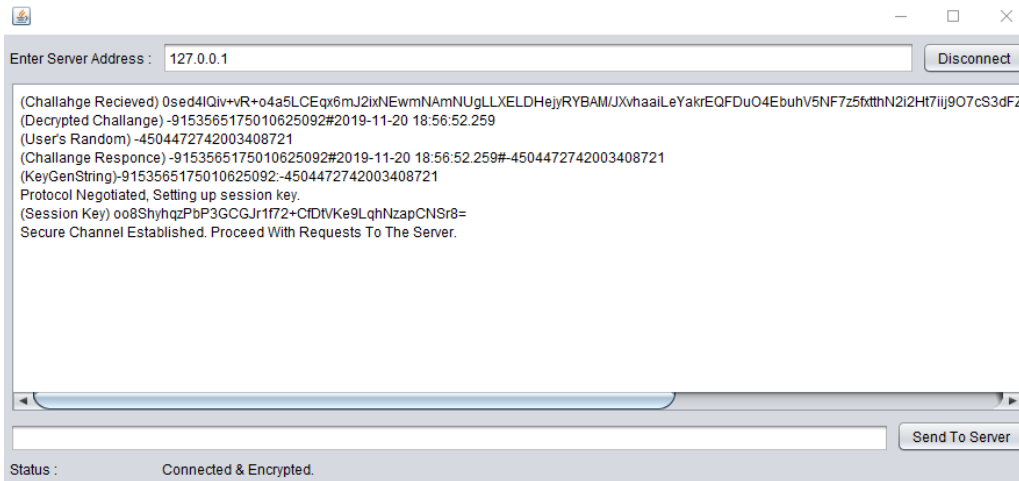 Enter Server Address : 127.0.0.1 Disconnect
(Challahge Recieved) 0sed4lQiv+vR+o4a5LCEqx6mJ2ixNEwmNAmNUgLLXELDHejyRYBAM/JXvhaaiLeYakrEQFDuO4EbuhV5NF7z5fxtthN2i2Ht7iij9O7cS3dFZ
(Decrypted Challange) -9153565175010625092#2019-11-20 18:56:52.259
(User's Random) -4504472742003408721
(Challange Responce) -9153565175010625092#2019-11-20 18:56:52.259#-4504472742003408721
(KeyGenString)-9153565175010625092:-4504472742003408721
Protocol Negotiated, Setting up session key.
(Session Key) oo8ShyhqzPbP3GCGJr1f72+CfDtVKe9LqhNzapCNSr8=
Secure Channel Established. Proceed With Requests To The Server.
Send To Server
Status : Connected & Encrypted.